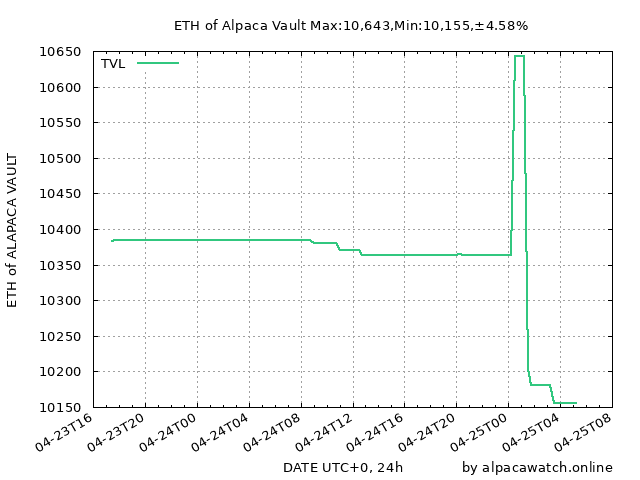 ETH of Alpaca Vault Max:10,643,Min:10,155,±4.58%
TVL
10650
10600
10550
10500
10450
10400
10350
10300
10250
10200
10150
ETH of ALAPACA VAULT
04-23T16
04-23T20
04-24T00
04-24T04
04-24T08
04-24T12
04-24T16
04-24T20
04-25T00
04-25T04
04-25T08
DATE UTC+0, 24h
by alpacawatch.online